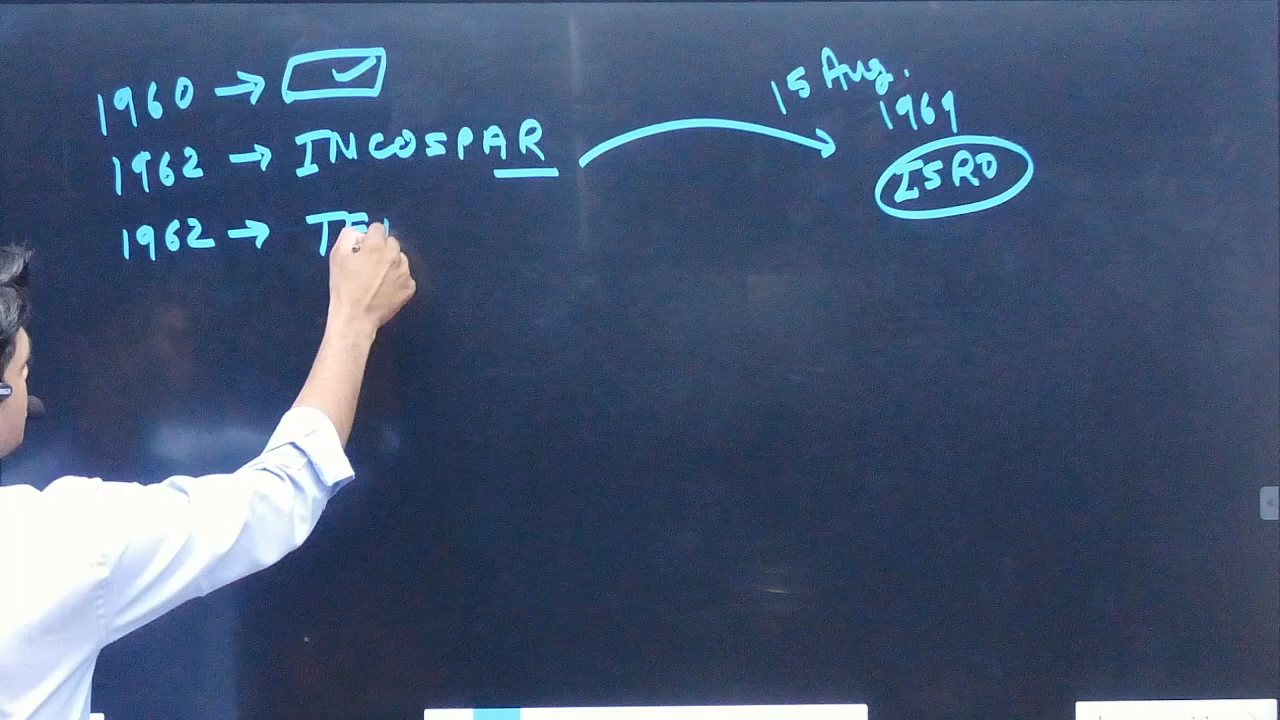 1960 →
1962 → INCOSPAR
15 Aug.
1969
ISRO
1962 →